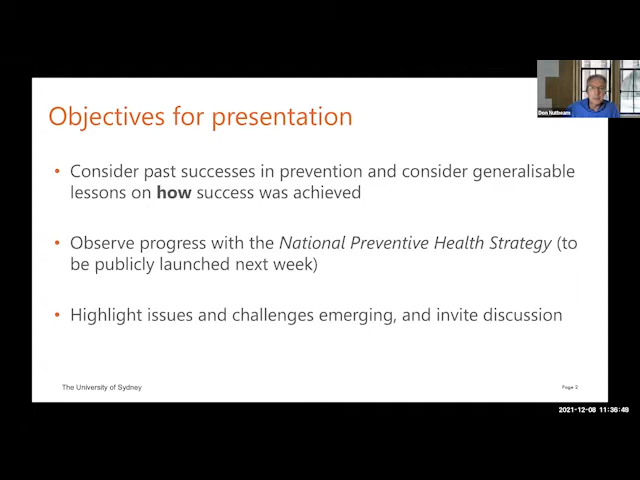 Don Nutbeam
Objectives for presentation
• Consider past successes in prevention and consider generalisable
lessons on how success was achieved
• Observe progress with the National Preventive Health Strategy (to
be publicly launched next week)
• Highlight issues and challenges emerging, and invite discussion
The University of Sydney
Page 2
2021-12-08 11:36:49